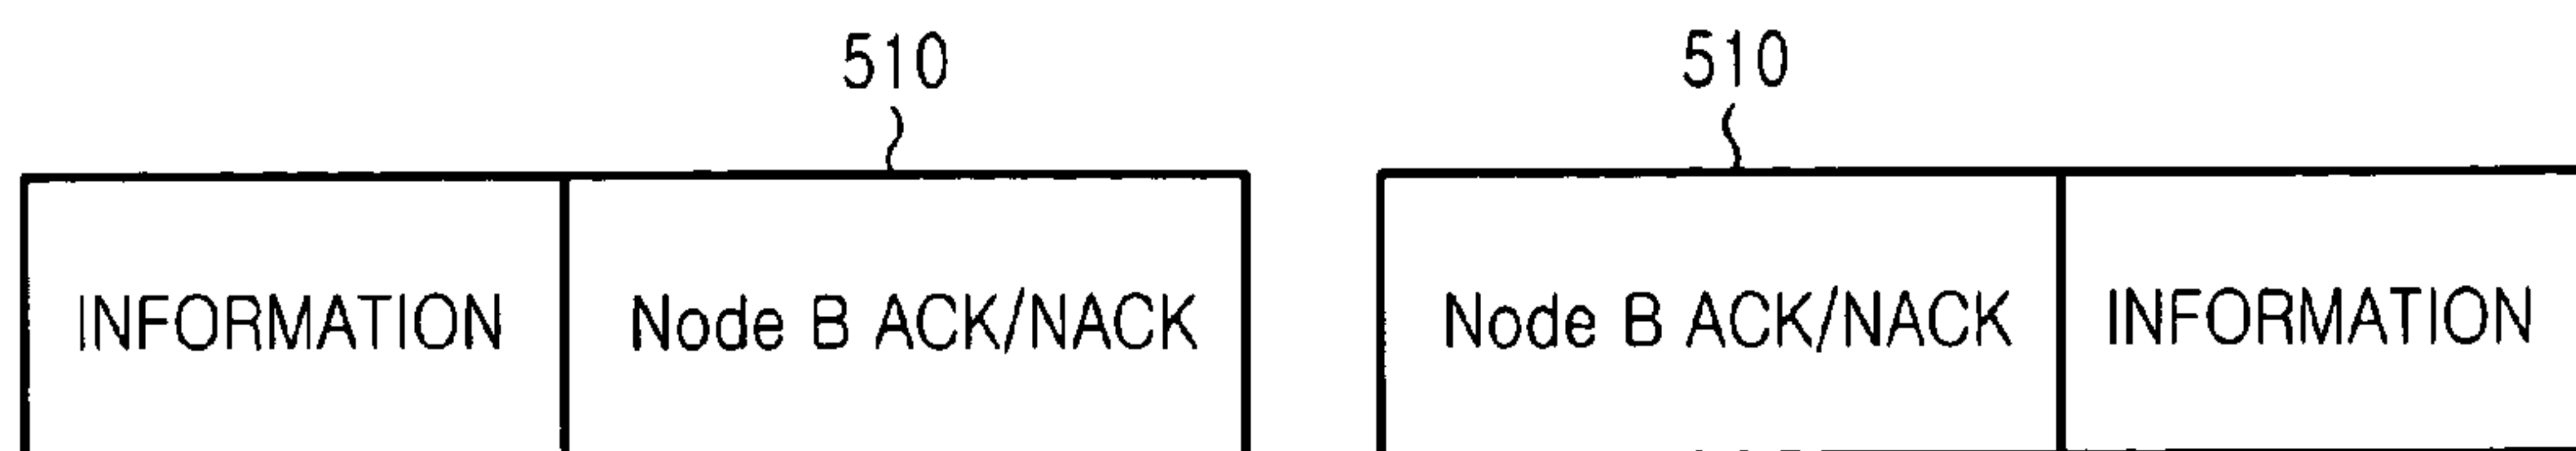 510 510
INFORMATION Node B ACK/NACK Node B ACK/NACK INFORMATION